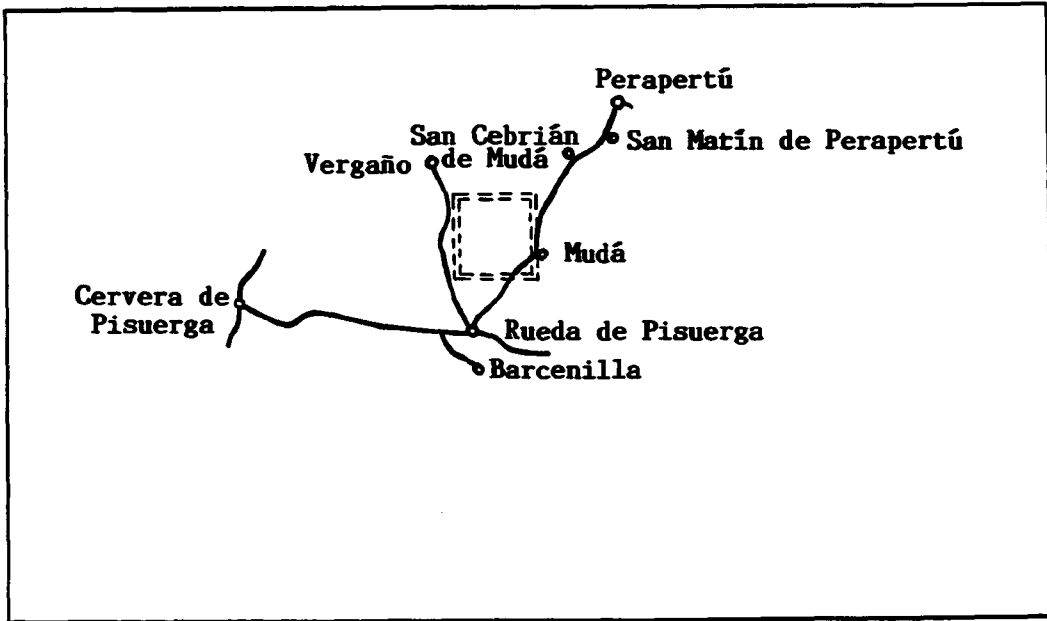 Perapertú
San Cebrián
de Mudá
San Matín de Perapertú
Vergaño
Mudá
Cervera de
Pisuerga
Rueda de Pisuerga
Barcenilla